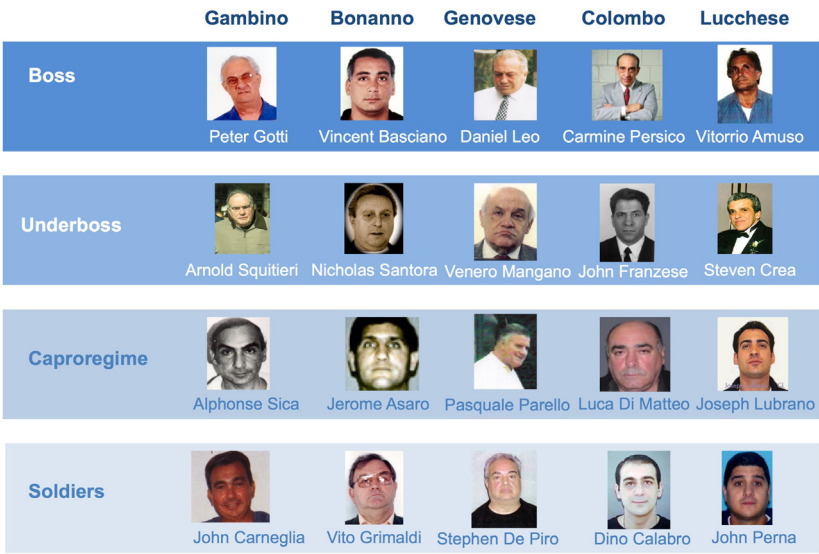 Gambino Bonanno Genovese Colombo Lucchese
Boss
Peter Gotti Vincent Basciano Daniel Leo Carmine Persico Vitorrio Amuso
Underboss
Arnold Squitieri Nicholas Santora Venero Mangano John Franzese Steven Crea
Caproregime
Alphonse Sica Jerome Asaro Pasquale Parello Luca Di Matteo Joseph Lubrano
Soldiers
John Carneglia Vito Grimaldi Stephen De Piro Dino Calabro John Perna